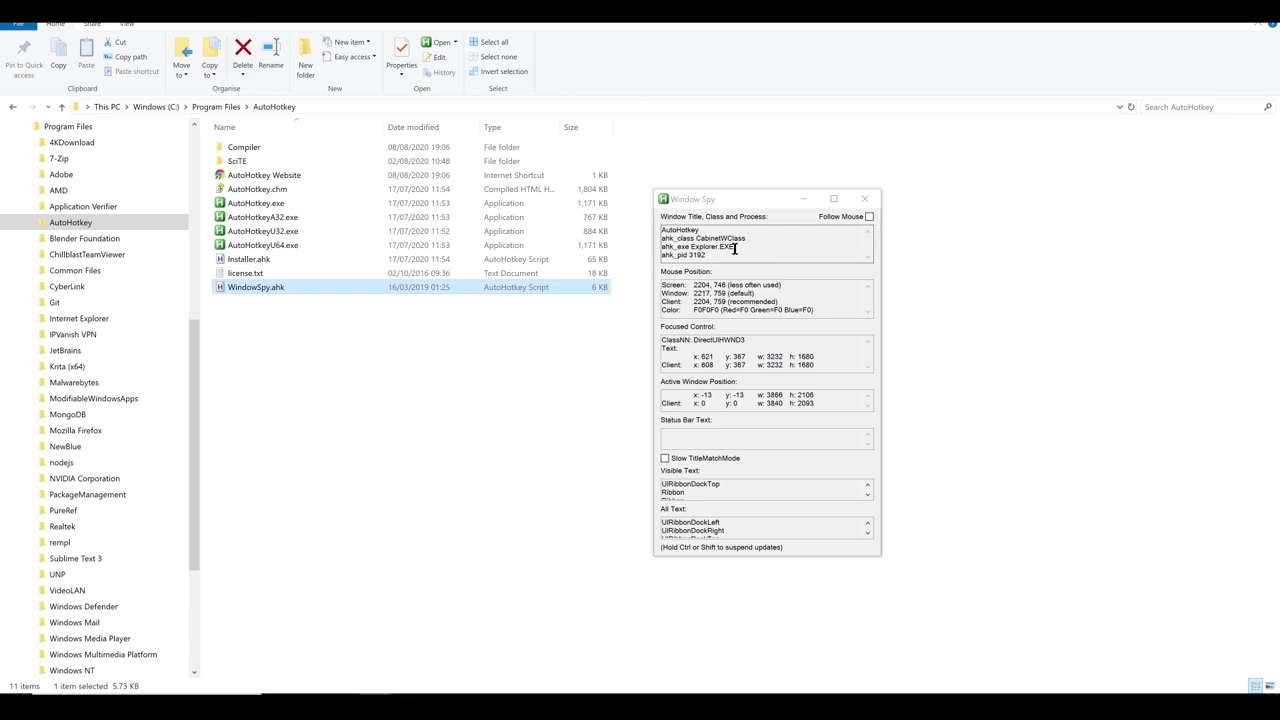 File Home Share View
Pin to Quick access
Copy
Paste
Cut
Copy path
Paste shortcut
Move to
Copy to
Delete
Rename
New folder
New item
Easy access
Properties
Open
Edit
History
Select all
Select none
Invert selection
Clipboard Organise New Open Select
This PC Windows (C:) Program Files AutoHotkey
Search AutoHotkey
Program Files
4KDownload
7-Zip
Adobe
AMD
Application Verifier
AutoHotkey
Blender Foundation
ChillblastTeamViewer
Common Files
CyberLink
Git
Internet Explorer
IPVanish VPN
JetBrains
Krita (x64)
Malwarebytes
ModifiableWindowsApps
MongoDB
Mozilla Firefox
NewBlue
nodejs
NVIDIA Corporation
PackageManagement
PureRef
Realtek
rempl
Sublime Text 3
UNP
VideoLAN
Windows Defender
Windows Mail
Windows Media Player
Windows Multimedia Platform
Windows NT
Name Date modified Type Size
Compiler 08/08/2020 19:06 File folder
SciTE 02/08/2020 10:48 File folder
AutoHotkey Website 08/08/2020 19:06 Internet Shortcut 1 KB
AutoHotkey.chm 17/07/2020 11:54 Compiled HTML H... 1,804 KB
AutoHotkey.exe 17/07/2020 11:54 Application 1,171 KB
AutoHotkeyA32.exe 17/07/2020 11:54 Application 767 KB
AutoHotkeyU32.exe 17/07/2020 11:52 Application 884 KB
AutoHotkeyU64.exe 17/07/2020 11:54 Application 1,171 KB
Installer.ahk 17/07/2020 11:54 AutoHotkey Script 65 KB
license.txt 02/10/2016 09:36 Text Document 18 KB
WindowSpy.ahk 16/03/2019 01:25 AutoHotkey Script 6 KB
Window Spy
Window Title, Class and Process: Follow Mouse
AutoHotkey
ahk_class CabinetWClass
ahk_exe Explorer.EXE
ahk_pid 3192
Mouse Position:
Screen: 2204, 746 (less often used)
Window: 2217, 759 (default)
Client: 2204, 759 (recommended)
Color: F0F0F0 (Red=F0 Green=F0 Blue=F0)
Focused Control:
ClassNN: DirectUIHWND3
Text:
x: 621 y: 367 w: 3232 h: 1680
Client: x: 608 y: 367 w: 3232 h: 1680
Active Window Position:
x: -13 y: -13 w: 3866 h: 2106
Client: x: 0 y: 0 w: 3840 h: 2093
Status Bar Text:
Slow TitleMatchMode
Visible Text:
UIRibbonDockTop
Ribbon
All Text:
UIRibbonDockLeft
UIRibbonDockRight
(Hold Ctrl or Shift to suspend updates)
11 items 1 item selected 5.73 KB